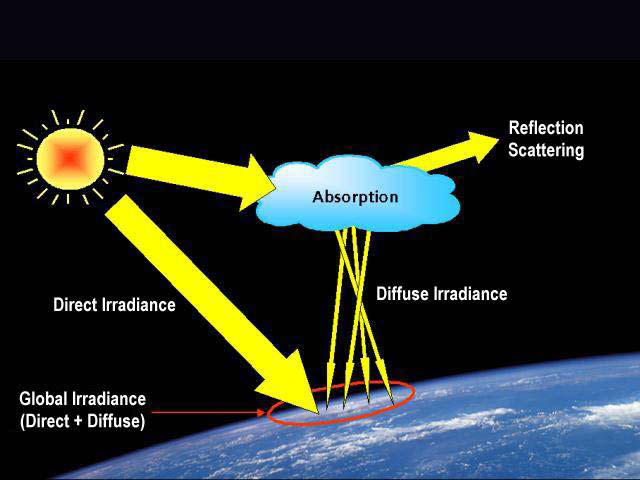 Reflection
Scattering
Absorption
Direct Irradiance
Diffuse Irradiance
Global Irradiance
(Direct + Diffuse)